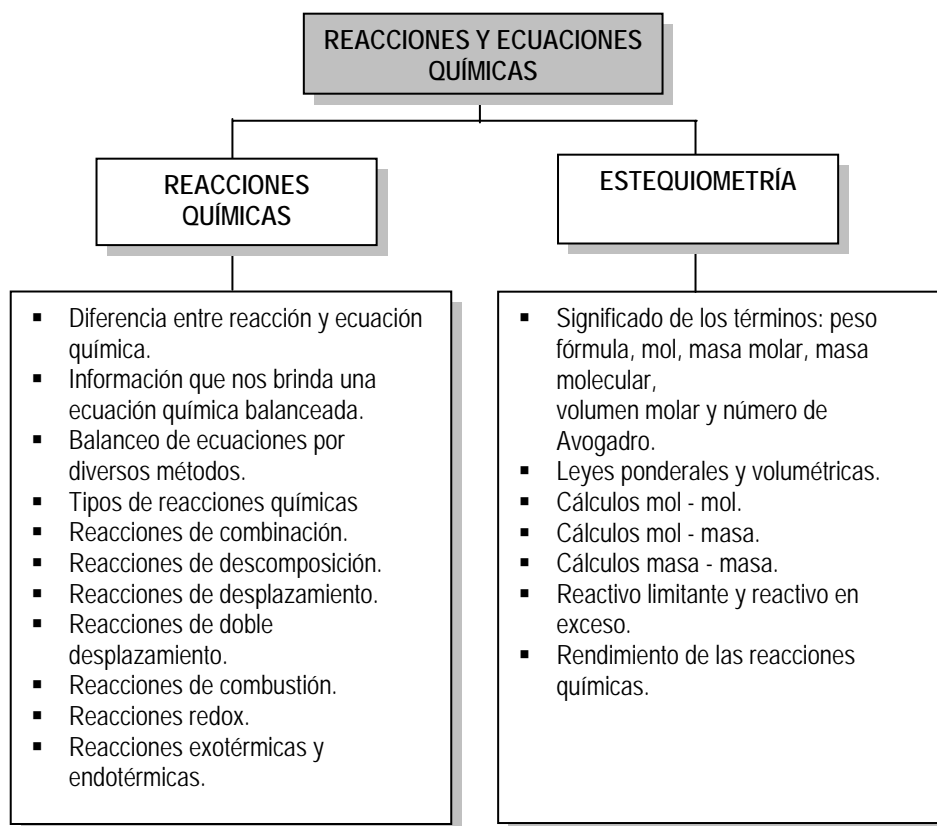 REACCIONES Y ECUACIONES
QUÍMICAS
REACCIONES
QUÍMICAS
ESTEQUIOMETRÍA
▪ Diferencia entre reacción y ecuación
química.
▪ Información que nos brinda una
ecuación química balanceada.
▪ Balanceo de ecuaciones por
diversos métodos.
▪ Tipos de reacciones químicas
▪ Reacciones de combinación.
▪ Reacciones de descomposición.
▪ Reacciones de desplazamiento.
▪ Reacciones de doble
desplazamiento.
▪ Reacciones de combustión.
▪ Reacciones redox.
▪ Reacciones exotérmicas y
endotérmicas.
▪ Significado de los términos: peso
fórmula, mol, masa molar, masa
molecular,
volumen molar y número de
Avogadro.
▪ Leyes ponderales y volumétricas.
▪ Cálculos mol - mol.
▪ Cálculos mol - masa.
▪ Cálculos masa - masa.
▪ Reactivo limitante y reactivo en
exceso.
▪ Rendimiento de las reacciones
químicas.